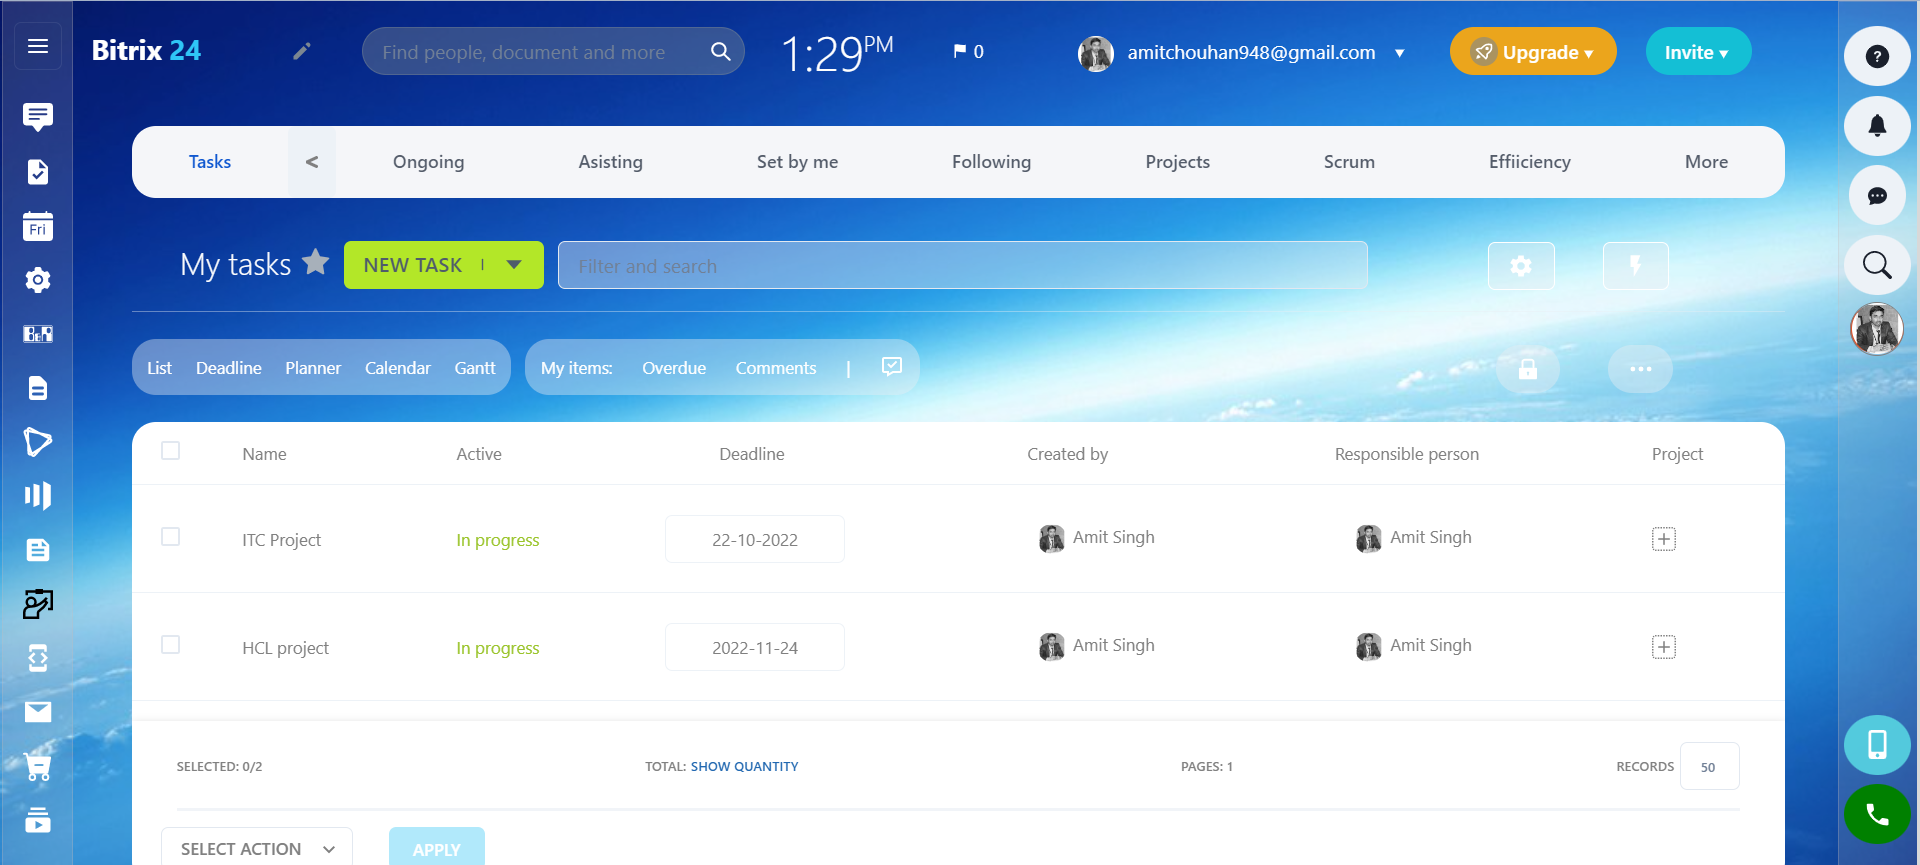 Bitrix 24
Find people, document and more
1:29 PM
0
amitchouhan948@gmail.com
Upgrade
Invite
Tasks < Ongoing Asisting Set by me Following Projects Scrum Effiiciency More
Fri
My tasks
NEW TASK |
Filter and search
List Deadline Planner Calendar Gantt
My items: Overdue Comments |
Name Active Deadline Created by Responsible person Project
ITC Project In progress 22-10-2022 Amit Singh Amit Singh
HCL project In progress 2022-11-24 Amit Singh Amit Singh
SELECTED: 0/2 TOTAL: SHOW QUANTITY PAGES: 1 RECORDS 50
SELECT ACTION APPLY